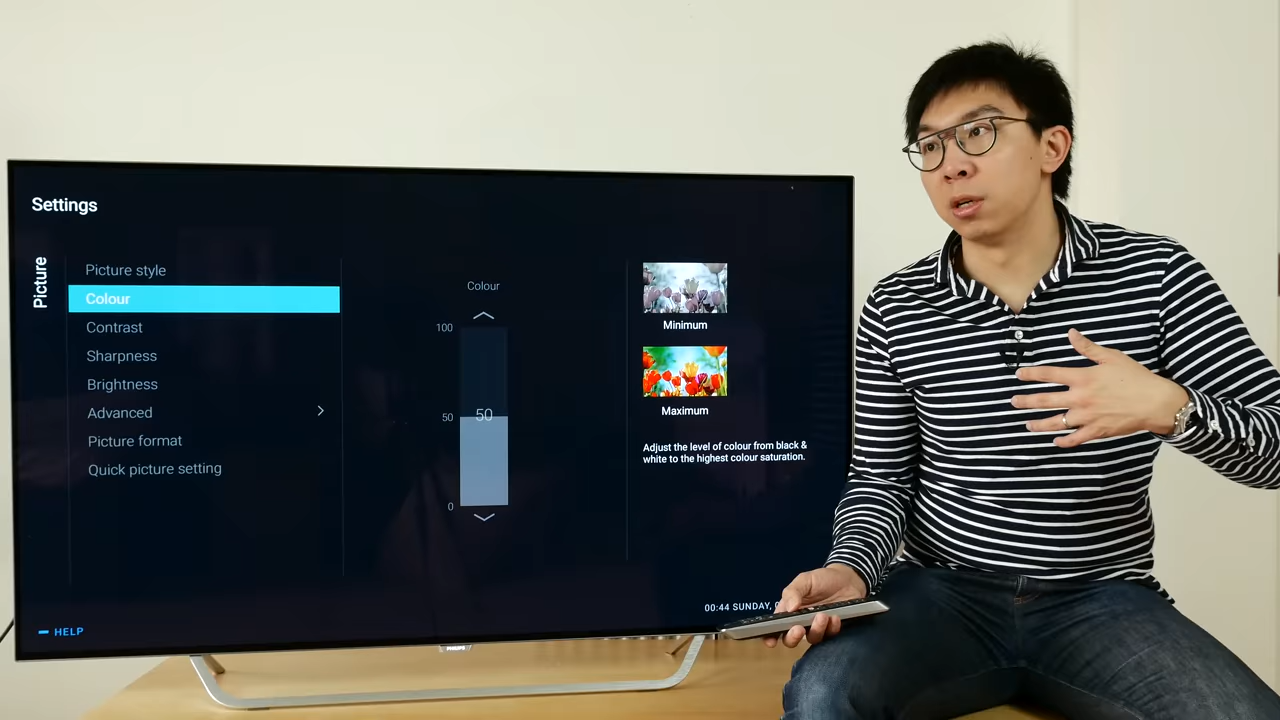 Settings
Picture
Picture style
Colour
Contrast
Sharpness
Brightness
Advanced
Picture format
Quick picture setting
Colour
100
50
50
0
Minimum
Maximum
Adjust the level of colour from black &
white to the highest colour saturation.
00:44 SUNDAY,
HELP
PHILIPS